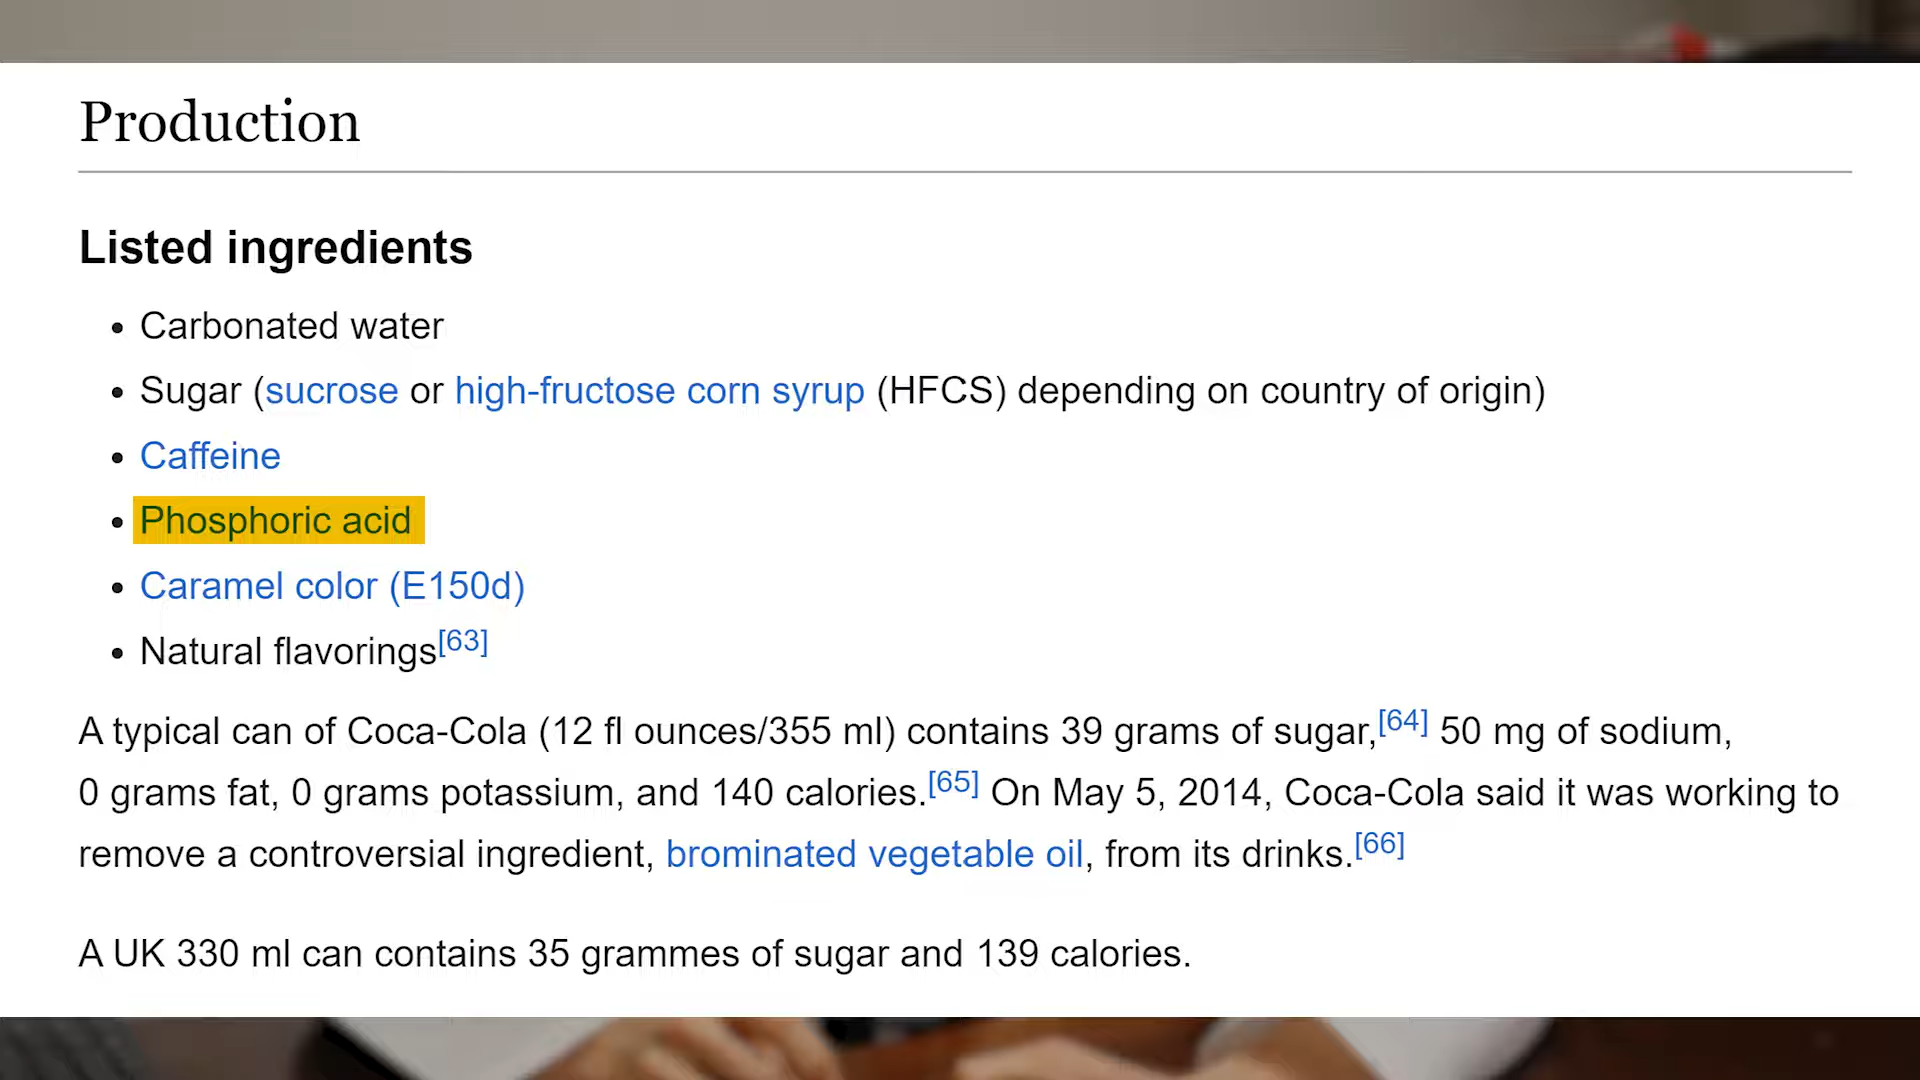 Production
Listed ingredients
• Carbonated water
• Sugar (sucrose or high-fructose corn syrup (HFCS) depending on country of origin)
• Caffeine
• Phosphoric acid
• Caramel color (E150d)
• Natural flavorings[63]
A typical can of Coca-Cola (12 fl ounces/355 ml) contains 39 grams of sugar,[64] 50 mg of sodium,
0 grams fat, 0 grams potassium, and 140 calories.[65] On May 5, 2014, Coca-Cola said it was working to
remove a controversial ingredient, brominated vegetable oil, from its drinks.[66]
A UK 330 ml can contains 35 grammes of sugar and 139 calories.